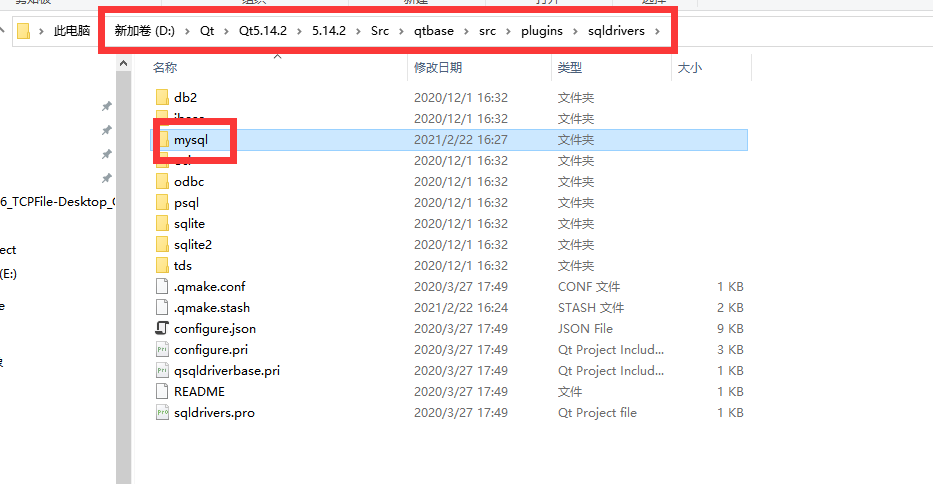 此电脑 新加卷 (D:) Qt Qt5.14.2 5.14.2 Src qtbase src plugins sqldrivers
名称 修改日期 类型 大小
db2 2020/12/1 16:32 文件夹
2020/12/1 16:32 文件夹
mysql 2021/2/22 16:27 文件夹
2020/12/1 16:32 文件夹
odbc 2020/12/1 16:32 文件夹
psql 2020/12/1 16:32 文件夹
6_TCPFile-Desktop_
sqlite 2020/12/1 16:32 文件夹
sqlite2 2020/12/1 16:32 文件夹
ect
tds 2020/12/1 16:32 文件夹
(E:)
.qmake.conf 2020/3/27 17:49 CONF 文件 1 KB
.qmake.stash 2021/2/22 16:24 STASH 文件 2 KB
configure.json 2020/3/27 17:49 JSON File 9 KB
configure.pri 2020/3/27 17:49 Qt Project Includ... 3 KB
qsqldriverbase.pri 2020/3/27 17:49 Qt Project Includ... 1 KB
README 2020/3/27 17:49 文件 1 KB
sqldrivers.pro 2020/3/27 17:49 Qt Project file 1 KB